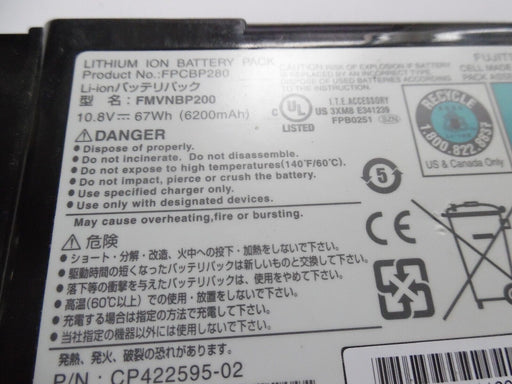 LITHIUM ION BATTERY PACK
Product No.:FPCBP280
Li-ionバッテリパック
型 名: FMVNBP200
10.8V⎓ 67Wh (6200mAh)
⚠DANGER
● Dispose of properly.
● Do not incinerate. Do not disassemble.
● Do not expose to high temperatures(140˚F/60˚C).
● Do not impact, pierce or crush the battery.
● Use specified charger only.
● Use only with designated devices.
May cause overheating,fire or bursting.
⚠ 危険
● ショート・分解・改造、火中への投下・加熱をしないで下さい。
● 駆動時間の短くなったバッテリパックは新しいものと交換して下さい。
● 落下等の衝撃を与えたバッテリパックは、使用をやめて下さい。
● 高温(60℃以上）での使用・放置をしないで下さい。
● 充電する場合は指定の方法で充電して下さい。
● 当社指定の機器以外には使用しないで下さい。
発熱、発火、破裂の恐れがあります。
P/N : CP422595-02
RISK OF EXPLOSION IF BATTERY
IS REPLACED BY AN INCORRECT
TYPE.
TO THE INSTRUCTIONS.
FUJITS
CELL MADE
c UL US
LISTED
I.T.E. ACCESSORY
3XMB E341239
FPB0251
RECYCLE
1.800.822.8837
US & Canada Only
5
CE